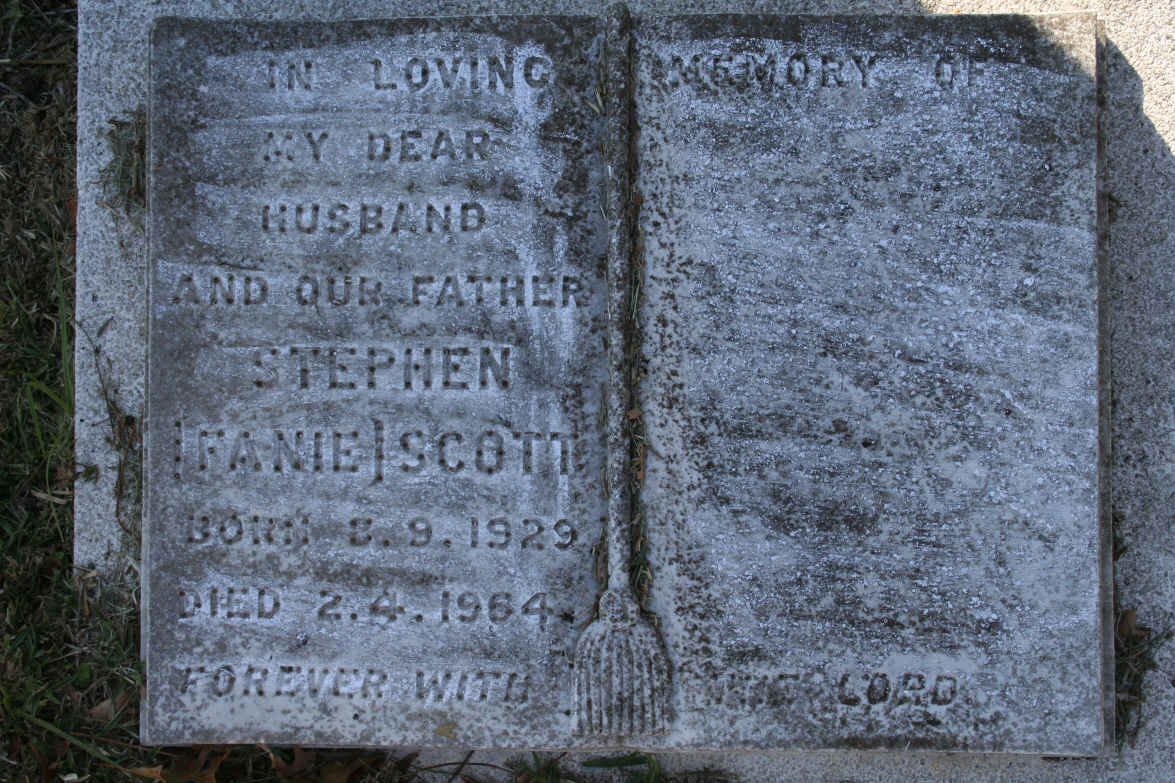 IN LOVING MEMORY OF
MY DEAR
HUSBAND
AND OUR FATHER
STEPHEN
[FANIE] SCOTT
BORN 8.9.1929
DIED 2.4.1964
FOREVER WITH THE LORD